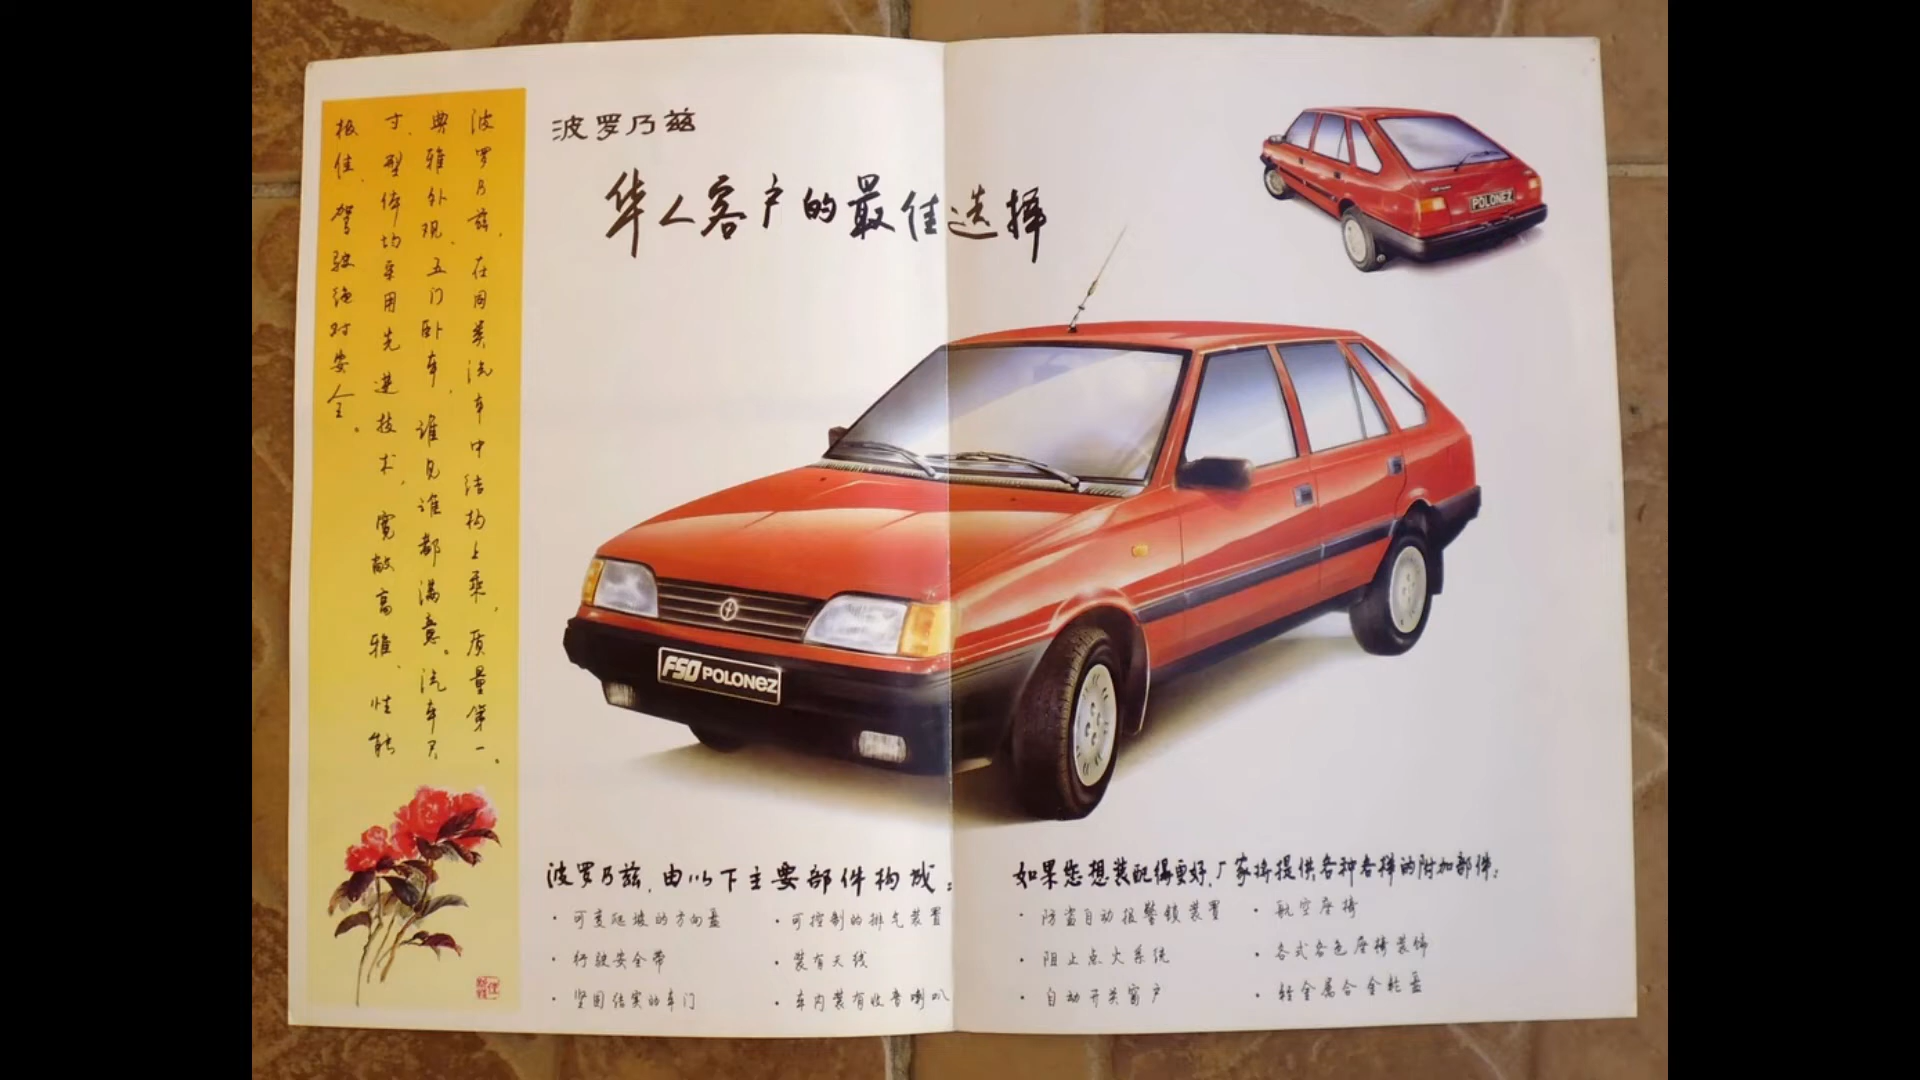 波罗乃兹，在同类汽车中结构上乘，质量第一。
典雅外观，五门卧车，谁见谁都满意。汽车尺
寸、型体均采用先进技术，宽敞高雅、性能
极佳、驾驶绝对安全。
波罗乃兹
华人客户的最佳选择
POLONEZ
FSO POLONEZ
波罗乃兹，由以下主要部件构成：
· 可变陡坡的方向盘
· 行驶安全带
· 坚固结实的车门
· 可控制的排气装置
· 装有天线
· 车内装有收音喇叭
如果您想装配得更好，厂家将提供各种各样的附加部件：
· 防盗自动报警锁装置
· 阻止点火系统
· 自动开关窗户
· 航空座椅
· 各式各色座椅装饰
· 轻金属合金轮盘